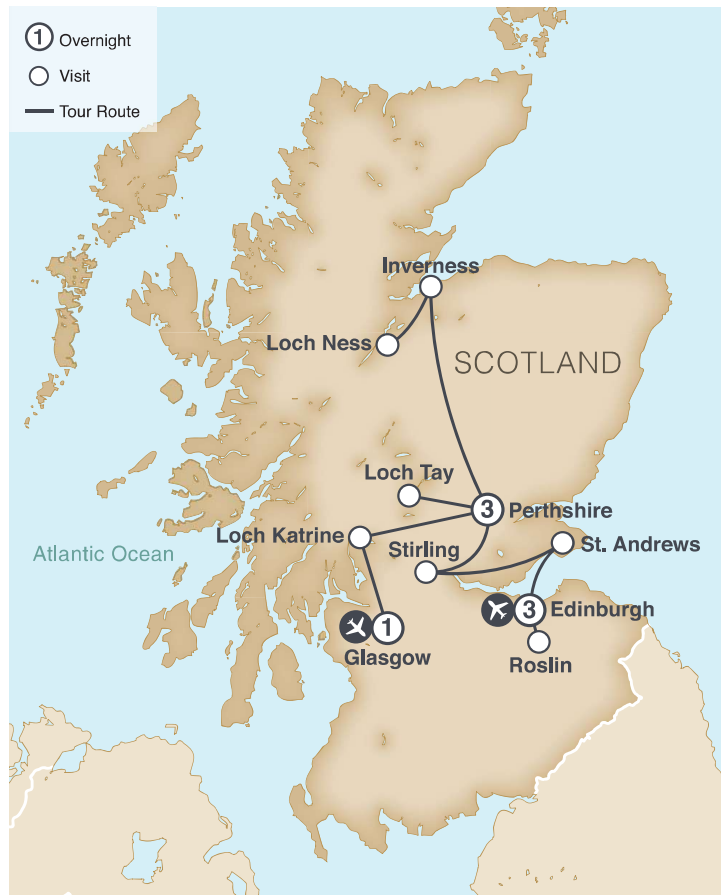 1 Overnight
Visit
Tour Route
Inverness
Loch Ness
SCOTLAND
Loch Tay
3 Perthshire
Loch Katrine
Stirling
St. Andrews
Atlantic Ocean
3 Edinburgh
1
Glasgow
Roslin